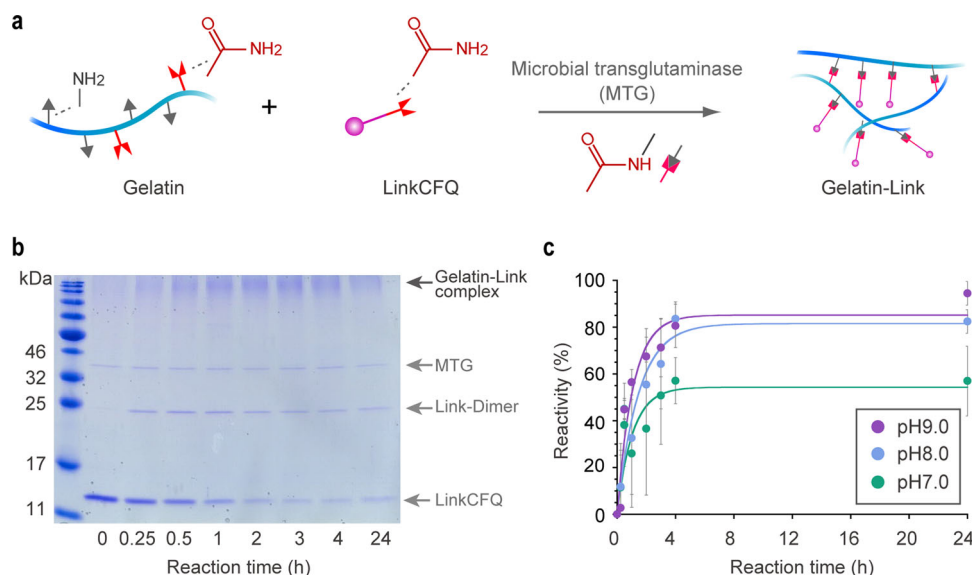 a
NH2
O
NH2
Gelatin
+
O
NH2
LinkCFQ
Microbial transglutaminase
(MTG)
O
NH
Gelatin-Link
b
kDa
46
32
25
17
11
Gelatin-Link
complex
MTG
Link-Dimer
LinkCFQ
0 0.25 0.5 1 2 3 4 24
Reaction time (h)
c
Reactivity (%)
100
80
60
40
20
0
pH9.0
pH8.0
pH7.0
0 4 8 12 16 20 24
Reaction time (h)